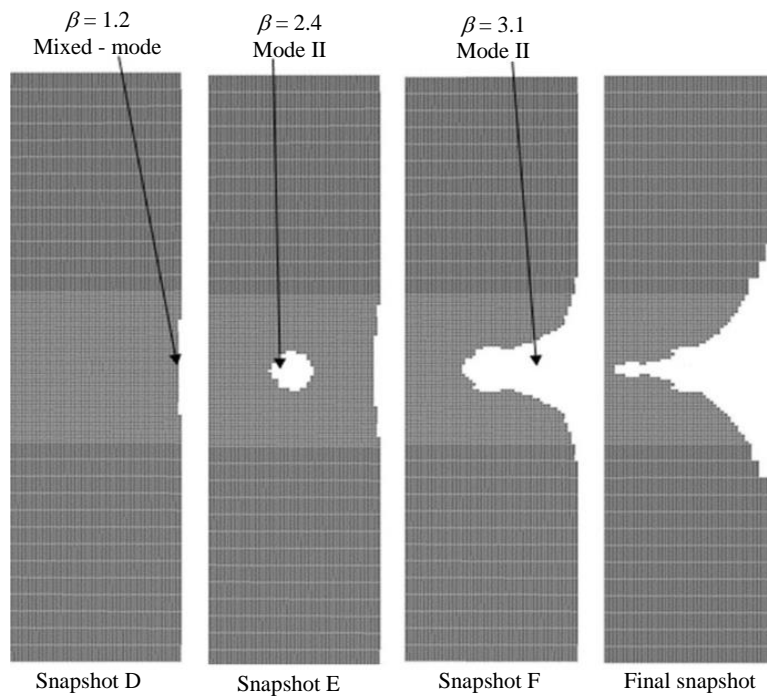 β = 1.2
Mixed - mode
β = 2.4
Mode II
β = 3.1
Mode II
Snapshot D
Snapshot E
Snapshot F
Final snapshot